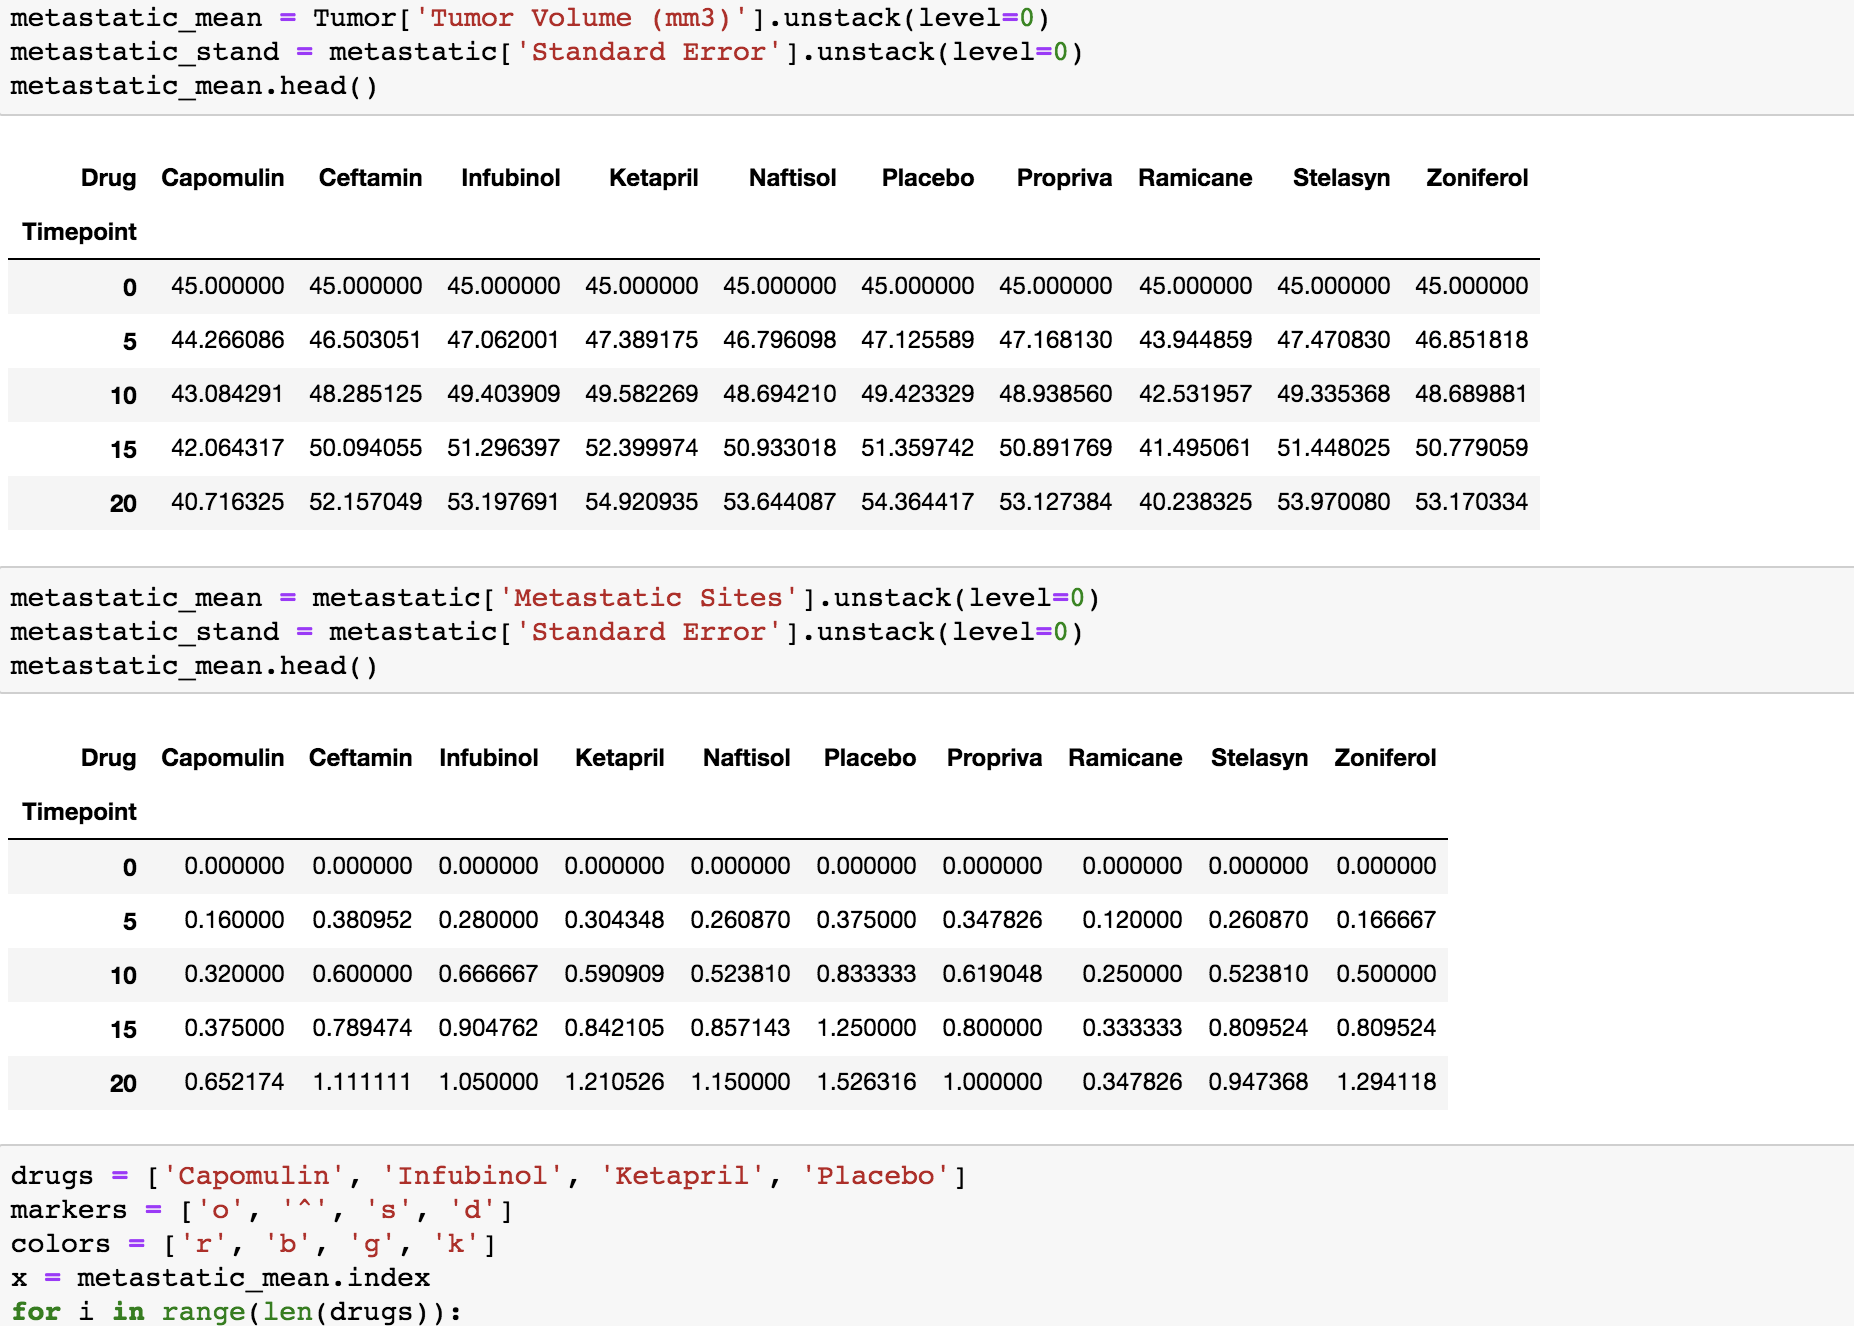 metastatic_mean = Tumor['Tumor Volume (mm3)'].unstack(level=0)
metastatic_stand = metastatic['Standard Error'].unstack(level=0)
metastatic_mean.head()
Drug Capomulin Ceftamin Infubinol Ketapril Naftisol Placebo Propriva Ramicane Stelasyn Zoniferol
Timepoint
0 45.000000 45.000000 45.000000 45.000000 45.000000 45.000000 45.000000 45.000000 45.000000 45.000000
5 44.266086 46.503051 47.062001 47.389175 46.796098 47.125589 47.168130 43.944859 47.470830 46.851818
10 43.084291 48.285125 49.403909 49.582269 48.694210 49.423329 48.938560 42.531957 49.335368 48.689881
15 42.064317 50.094055 51.296397 52.399974 50.933018 51.359742 50.891769 41.495061 51.448025 50.779059
20 40.716325 52.157049 53.197691 54.920935 53.644087 54.364417 53.127384 40.238325 53.970080 53.170334
metastatic_mean = metastatic['Metastatic Sites'].unstack(level=0)
metastatic_stand = metastatic['Standard Error'].unstack(level=0)
metastatic_mean.head()
Drug Capomulin Ceftamin Infubinol Ketapril Naftisol Placebo Propriva Ramicane Stelasyn Zoniferol
Timepoint
0 0.000000 0.000000 0.000000 0.000000 0.000000 0.000000 0.000000 0.000000 0.000000 0.000000
5 0.160000 0.380952 0.280000 0.304348 0.260870 0.375000 0.347826 0.120000 0.260870 0.166667
10 0.320000 0.600000 0.666667 0.590909 0.523810 0.833333 0.619048 0.250000 0.523810 0.500000
15 0.375000 0.789474 0.904762 0.842105 0.857143 1.250000 0.800000 0.333333 0.809524 0.809524
20 0.652174 1.111111 1.050000 1.210526 1.150000 1.526316 1.000000 0.347826 0.947368 1.294118
drugs = ['Capomulin', 'Infubinol', 'Ketapril', 'Placebo']
markers = ['o', '^', 's', 'd']
colors = ['r', 'b', 'g', 'k']
x = metastatic_mean.index
for i in range(len(drugs)):